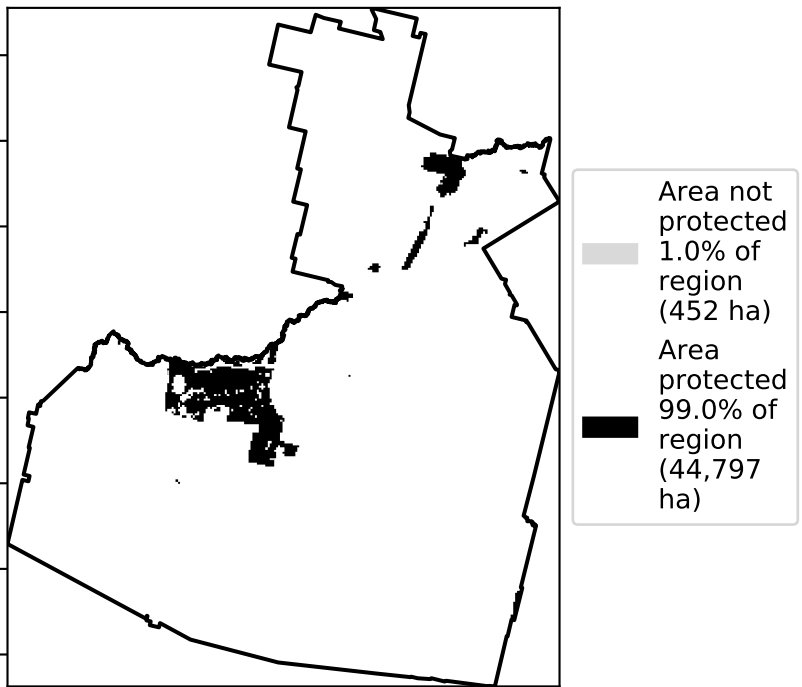 Area not
protected
1.0% of
region
(452 ha)
Area
protected
99.0% of
region
(44,797
ha)